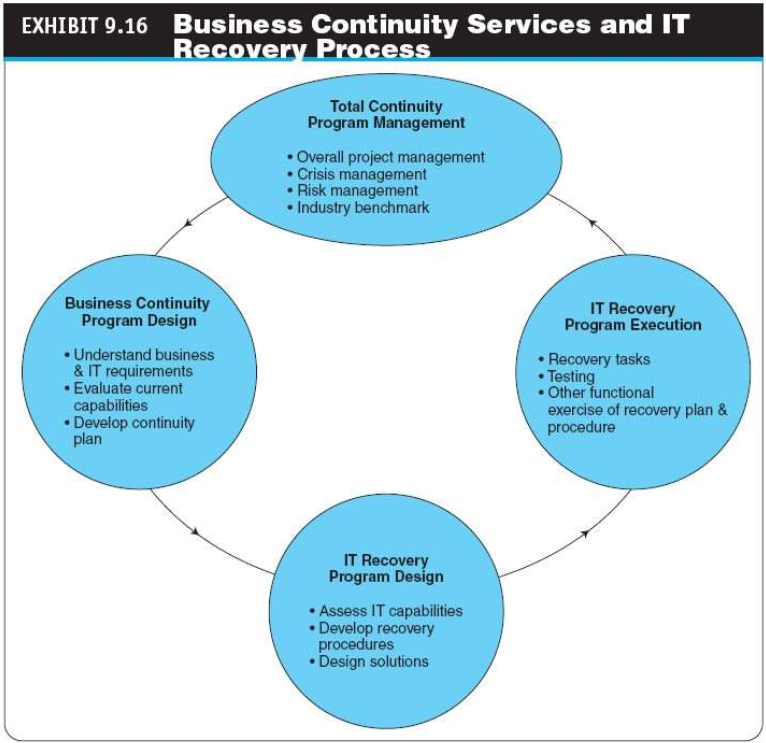 EXHIBIT 9.16 Business Continuity Services and IT
Recovery Process
Total Continuity
Program Management
• Overall project management
• Crisis management
• Risk management
• Industry benchmark
Business Continuity
Program Design
• Understand business
& IT requirements
• Evaluate current
capabilities
• Develop continuity
plan
IT Recovery
Program Execution
• Recovery tasks
• Testing
• Other functional
exercise of recovery plan &
procedure
IT Recovery
Program Design
• Assess IT capabilities
• Develop recovery
procedures
• Design solutions